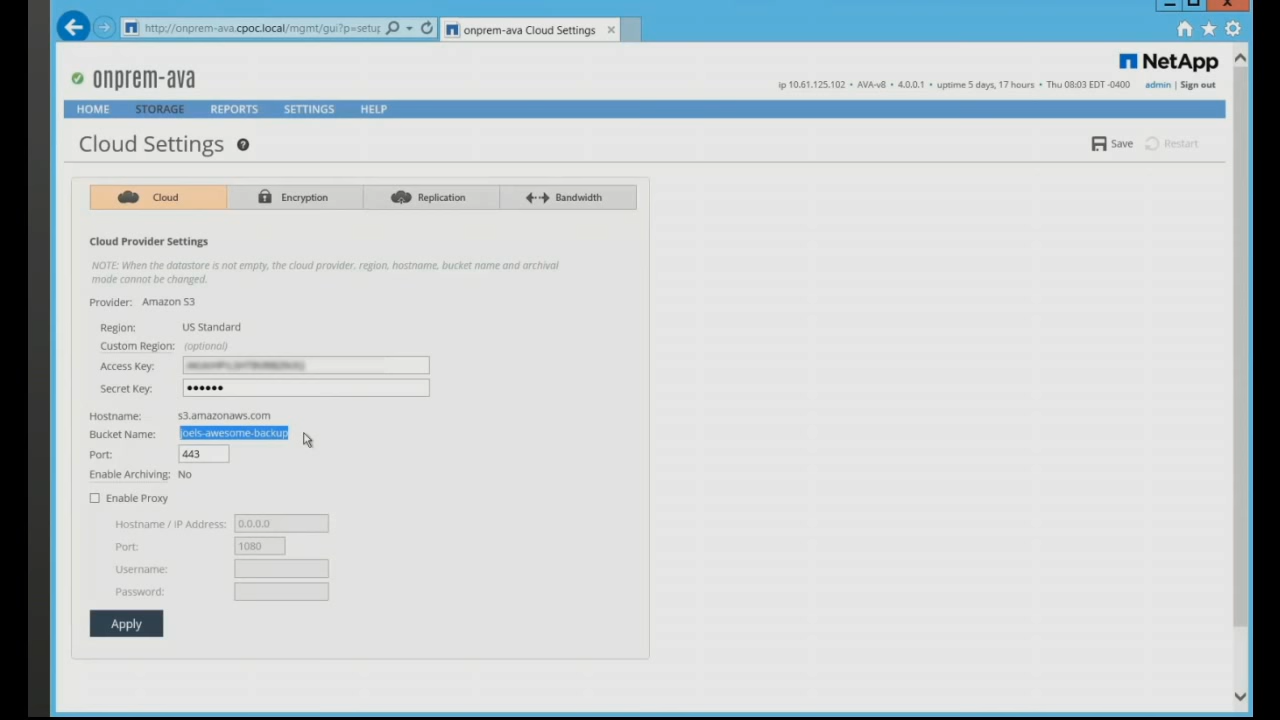 http://onprem-ava.cpoc.local/mgmt/gui?p=setup
onprem-ava Cloud Settings
NetApp
onprem-ava
ip 10.61.125.102 • AVA-v8 • 4.0.0.1 • uptime 5 days, 17 hours • Thu 08:03 EDT -0400 admin | Sign out
HOME STORAGE REPORTS SETTINGS HELP
Cloud Settings ?
Save Restart
Cloud Encryption Replication Bandwidth
Cloud Provider Settings
NOTE: When the datastore is not empty, the cloud provider, region, hostname, bucket name and archival
mode cannot be changed.
Provider: Amazon S3
Region: US Standard
Custom Region: (optional)
Access Key:
Secret Key: ••••••
Hostname: s3.amazonaws.com
Bucket Name: joels-awesome-backup
Port: 443
Enable Archiving: No
Enable Proxy
Hostname / IP Address: 0.0.0.0
Port: 1080
Username:
Password:
Apply